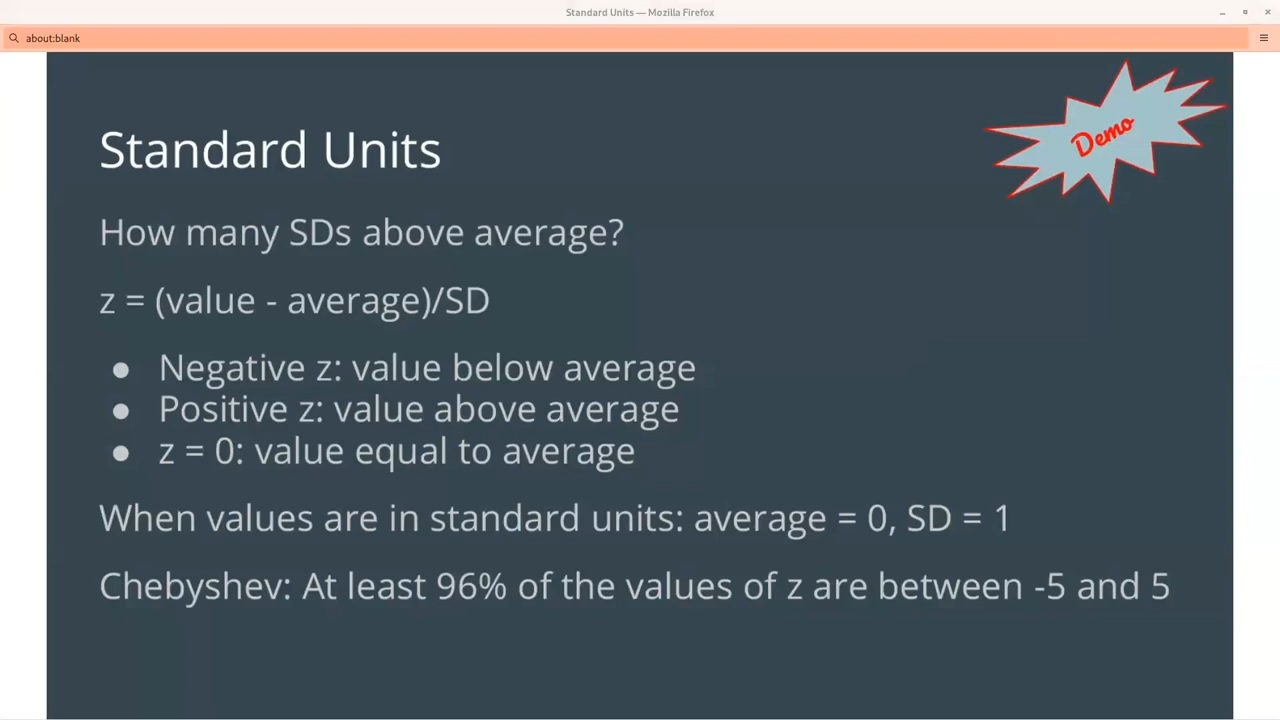 Standard Units — Mozilla Firefox
about:blank
Demo
Standard Units
How many SDs above average?
z = (value - average)/SD
● Negative z: value below average
● Positive z: value above average
● z = 0: value equal to average
When values are in standard units: average = 0, SD = 1
Chebyshev: At least 96% of the values of z are between -5 and 5